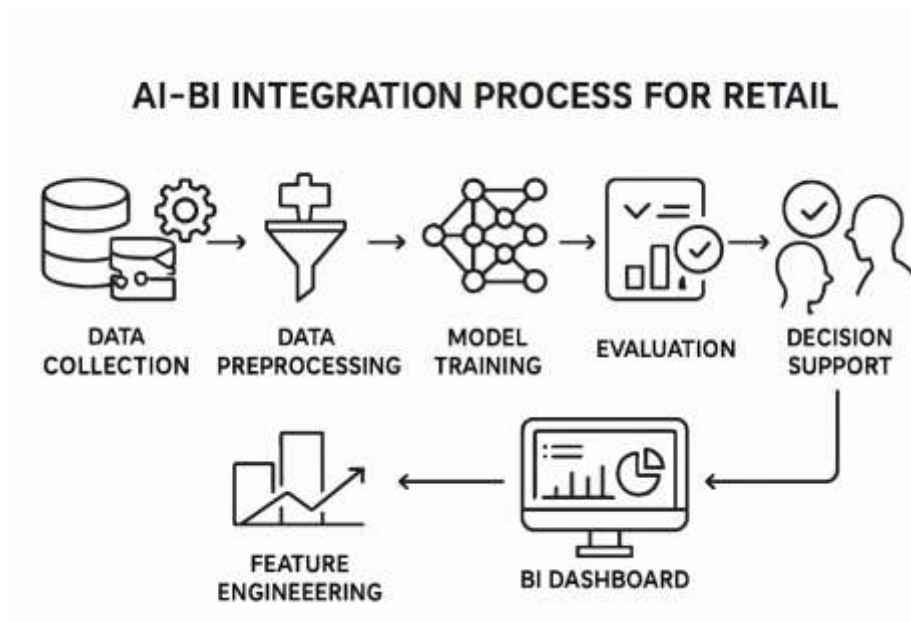 AI-BI INTEGRATION PROCESS FOR RETAIL
DATA
COLLECTION
DATA
PREPROCESSING
MODEL
TRAINING
EVALUATION
DECISION
SUPPORT
FEATURE
ENGINEEERING
BI DASHBOARD